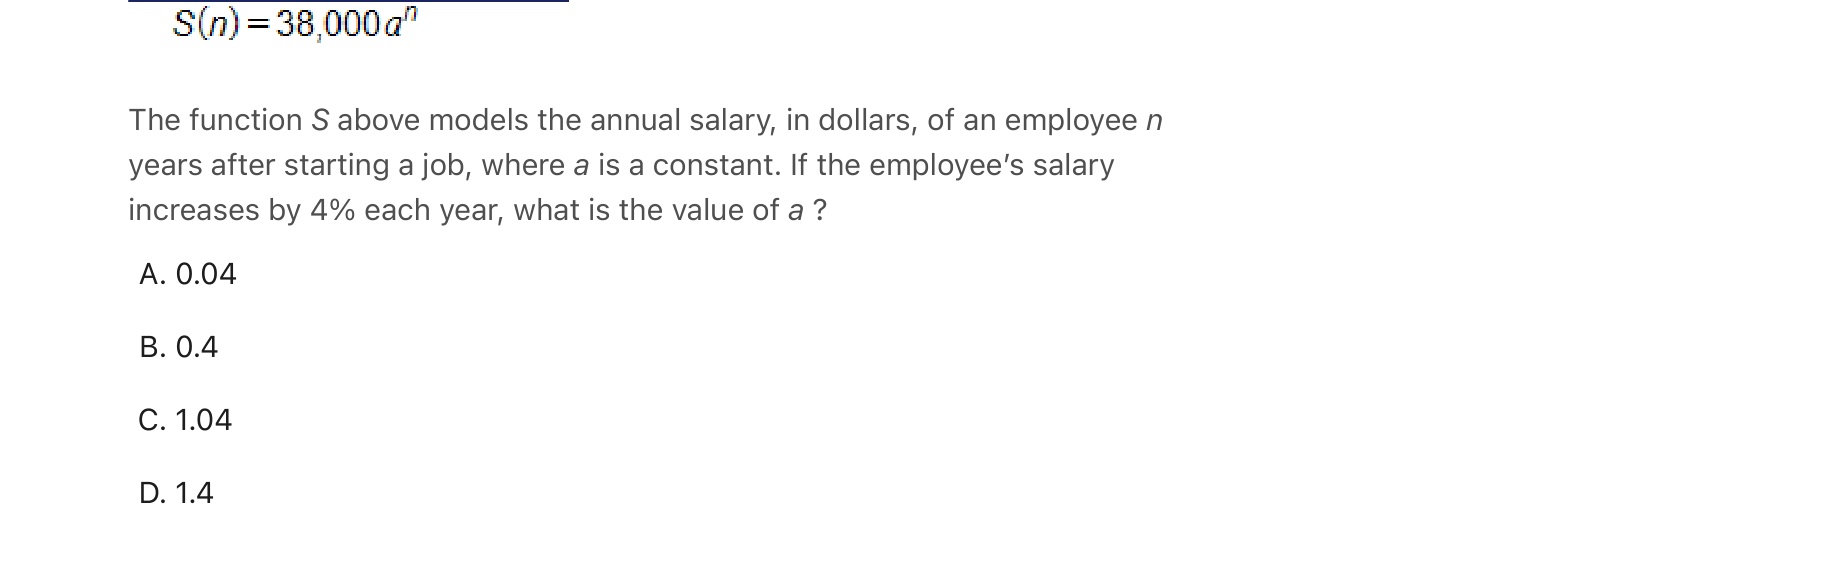 S(n) = 38,000aⁿ
The function S above models the annual salary, in dollars, of an employee n
years after starting a job, where a is a constant. If the employee’s salary
increases by 4% each year, what is the value of a ?
A. 0.04
B. 0.4
C. 1.04
D. 1.4